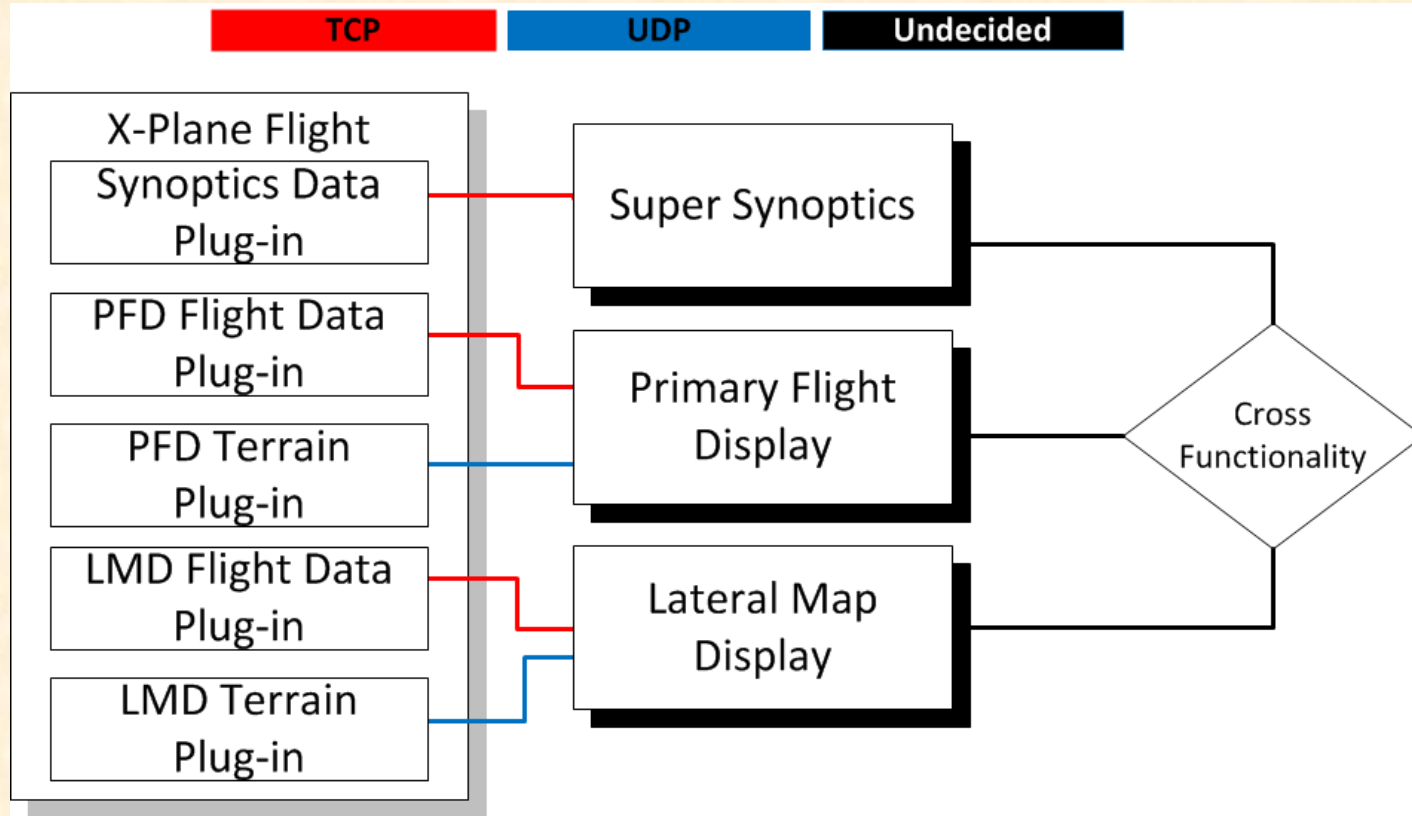 TCP
UDP
Undecided
X-Plane Flight
Synoptics Data
Plug-in
PFD Flight Data
Plug-in
PFD Terrain
Plug-in
LMD Flight Data
Plug-in
LMD Terrain
Plug-in
Super Synoptics
Primary Flight
Display
Lateral Map
Display
Cross
Functionality